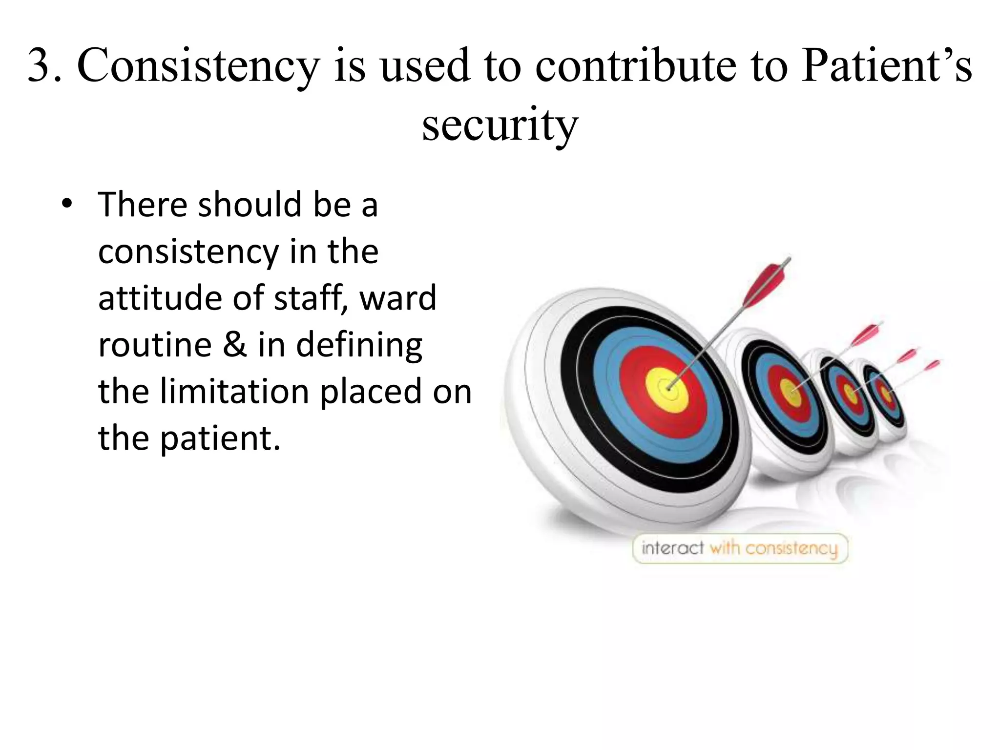 3. Consistency is used to contribute to Patient’s
security
• There should be a
consistency in the
attitude of staff, ward
routine & in defining
the limitation placed on
the patient.
interact with consistency